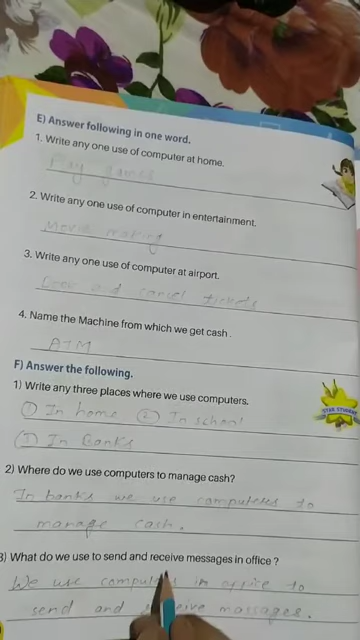 E) Answer following in one word.
1. Write any one use of computer at home.
Play games
2. Write any one use of computer in entertainment.
Movie making
3. Write any one use of computer at airport.
and cancel tickets
4. Name the Machine from which we get cash.
ATM
F) Answer the following.
1) Write any three places where we use computers.
① In home ② In school
③ In Banks
2) Where do we use computers to manage cash?
In banks we use computers to
manage cash.
3) What do we use to send and receive messages in office ?
We use computers in office to
send and receive massages.
STAR STUDENT